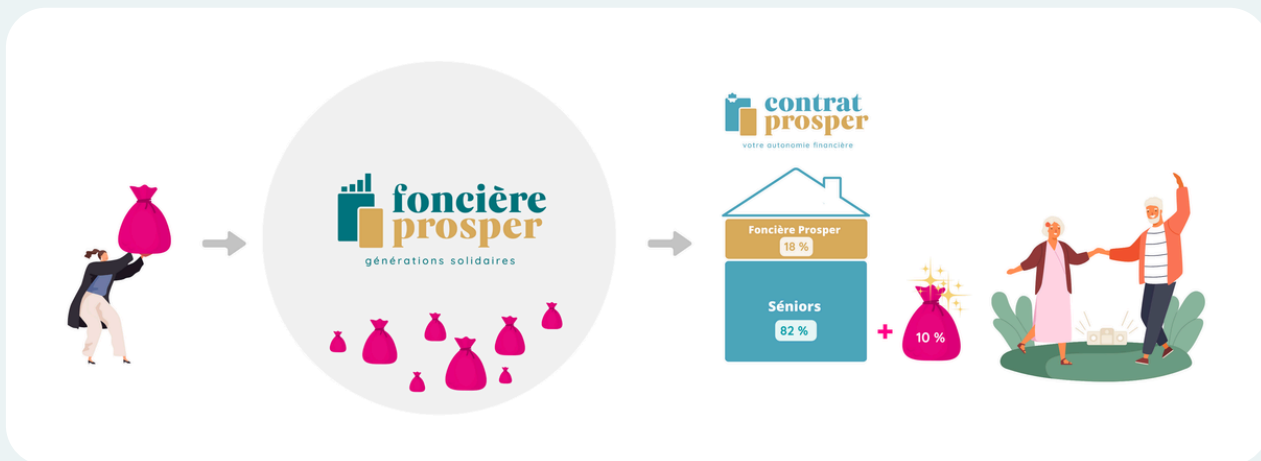 foncière
prosper
générations solidaires
contrat
prosper
votre autonomie financière
Foncière Prosper
18 %
Séniors
82 %
+
10 %